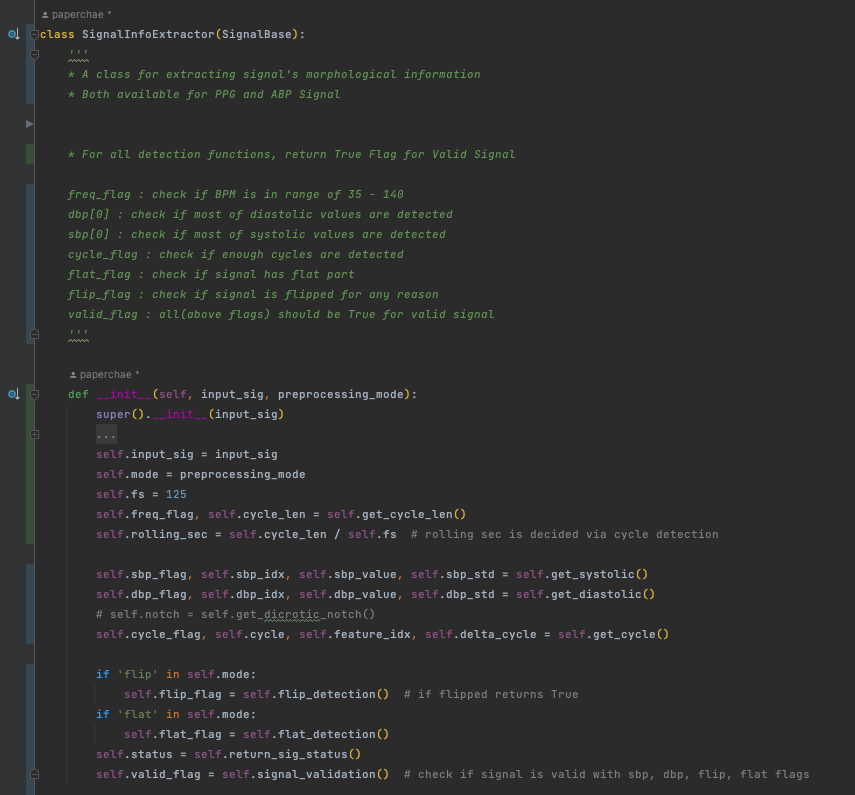 paperchae *
class SignalInfoExtractor(SignalBase):
'''
* A class for extracting signal's morphological information
* Both available for PPG and ABP Signal
* For all detection functions, return True Flag for Valid Signal
freq_flag : check if BPM is in range of 35 - 140
dbp[0] : check if most of diastolic values are detected
sbp[0] : check if most of systolic values are detected
cycle_flag : check if enough cycles are detected
flat_flag : check if signal has flat part
flip_flag : check if signal is flipped for any reason
valid_flag : all(above flags) should be True for valid signal
'''
paperchae *
def __init__(self, input_sig, preprocessing_mode):
super().__init__(input_sig)
...
self.input_sig = input_sig
self.mode = preprocessing_mode
self.fs = 125
self.freq_flag, self.cycle_len = self.get_cycle_len()
self.rolling_sec = self.cycle_len / self.fs  # rolling sec is decided via cycle detection
self.sbp_flag, self.sbp_idx, self.sbp_value, self.sbp_std = self.get_systolic()
self.dbp_flag, self.dbp_idx, self.dbp_value, self.dbp_std = self.get_diastolic()
# self.notch = self.get_dicrotic_notch()
self.cycle_flag, self.cycle, self.feature_idx, self.delta_cycle = self.get_cycle()
if 'flip' in self.mode:
self.flip_flag = self.flip_detection()  # if flipped returns True
if 'flat' in self.mode:
self.flat_flag = self.flat_detection()
self.status = self.return_sig_status()
self.valid_flag = self.signal_validation()  # check if signal is valid with sbp, dbp, flip, flat flags